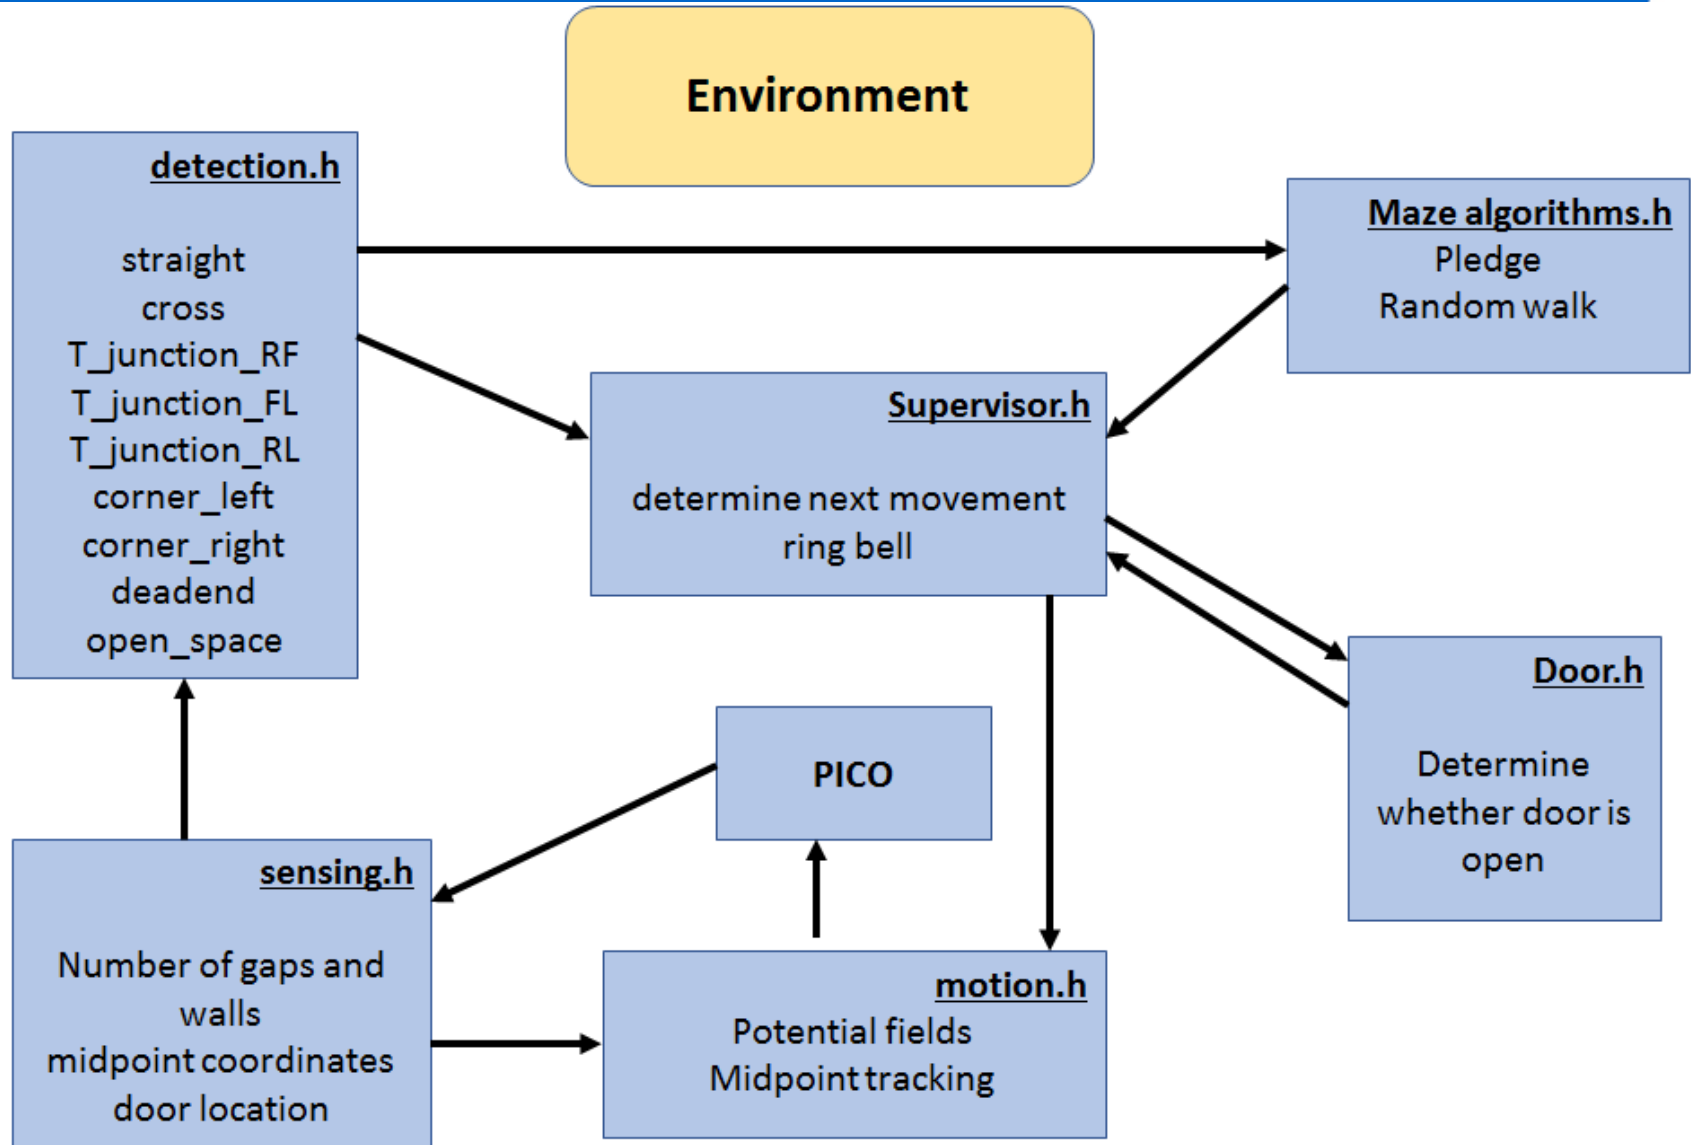 Environment
detection.h
straight
cross
T_junction_RF
T_junction_FL
T_junction_RL
corner_left
corner_right
deadend
open_space
Maze algorithms.h
Pledge
Random walk
Supervisor.h
determine next movement
ring bell
Door.h
Determine
whether door is
open
PICO
sensing.h
Number of gaps and
walls
midpoint coordinates
door location
motion.h
Potential fields
Midpoint tracking